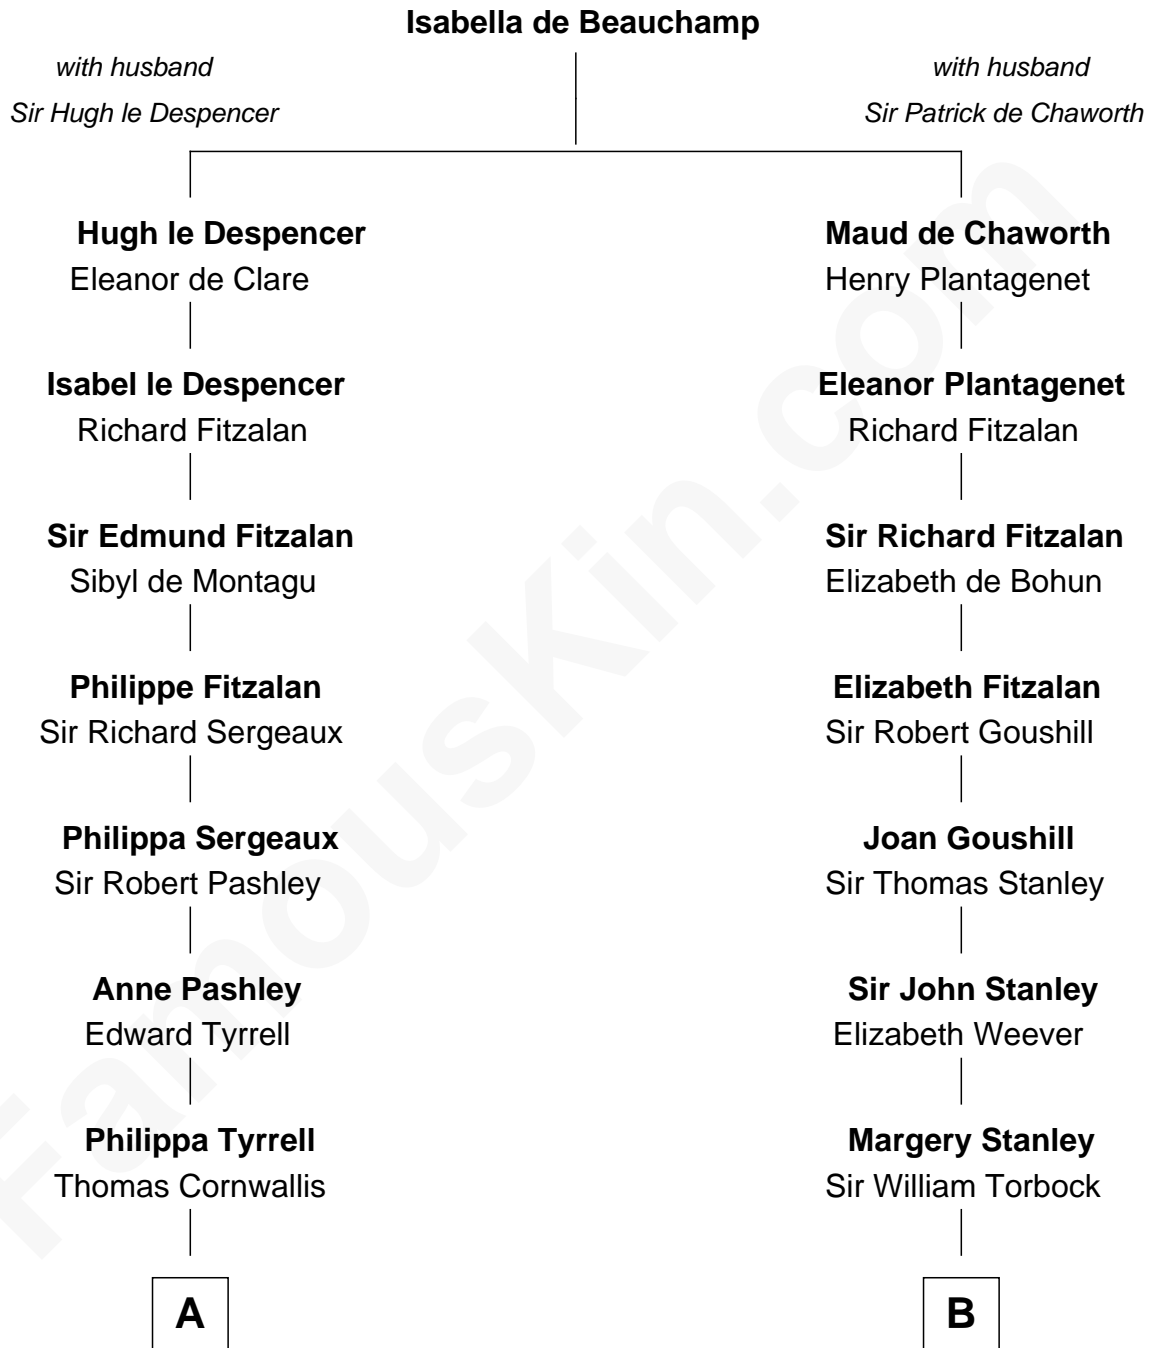 Isabella de Beauchamp
with husband
Sir Hugh le Despencer
with husband
Sir Patrick de Chaworth
Hugh le Despencer
Eleanor de Clare
Maud de Chaworth
Henry Plantagenet
Isabel le Despencer
Richard Fitzalan
Eleanor Plantagenet
Richard Fitzalan
Sir Edmund Fitzalan
Sibyl de Montagu
Sir Richard Fitzalan
Elizabeth de Bohun
Philippe Fitzalan
Sir Richard Sergeaux
Elizabeth Fitzalan
Sir Robert Goushill
Philippa Sergeaux
Sir Robert Pashley
Joan Goushill
Sir Thomas Stanley
Anne Pashley
Edward Tyrrell
Sir John Stanley
Elizabeth Weever
Philippa Tyrrell
Thomas Cornwallis
Margery Stanley
Sir William Torbock
A
B
FamousKin.com